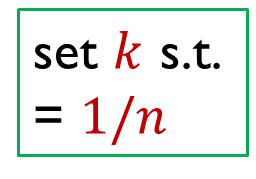 set k s.t.
= 1/n